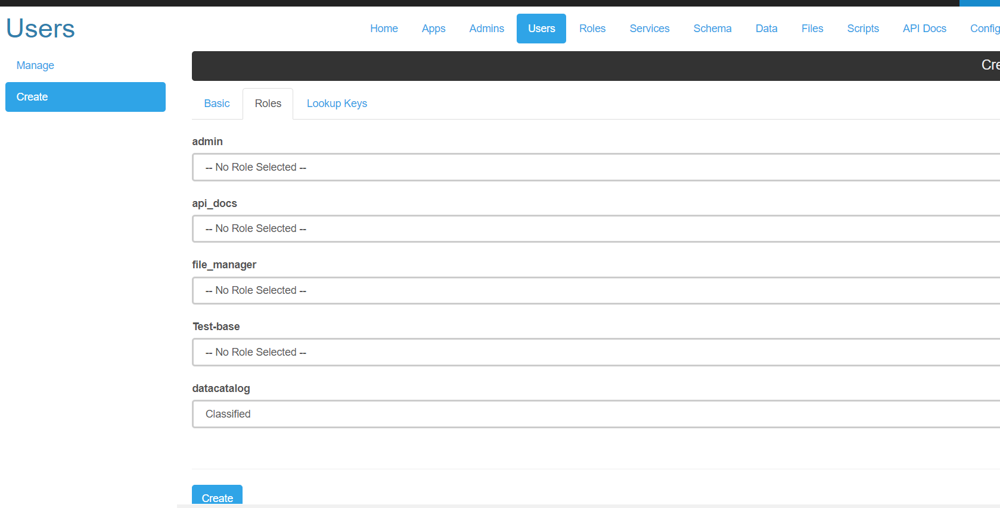 Users
Home Apps Admins Users Roles Services Schema Data Files Scripts API Docs Config
Manage
Create
Cre
Basic Roles Lookup Keys
admin
-- No Role Selected --
api_docs
-- No Role Selected --
file_manager
-- No Role Selected --
Test-base
-- No Role Selected --
datacatalog
Classified
Create